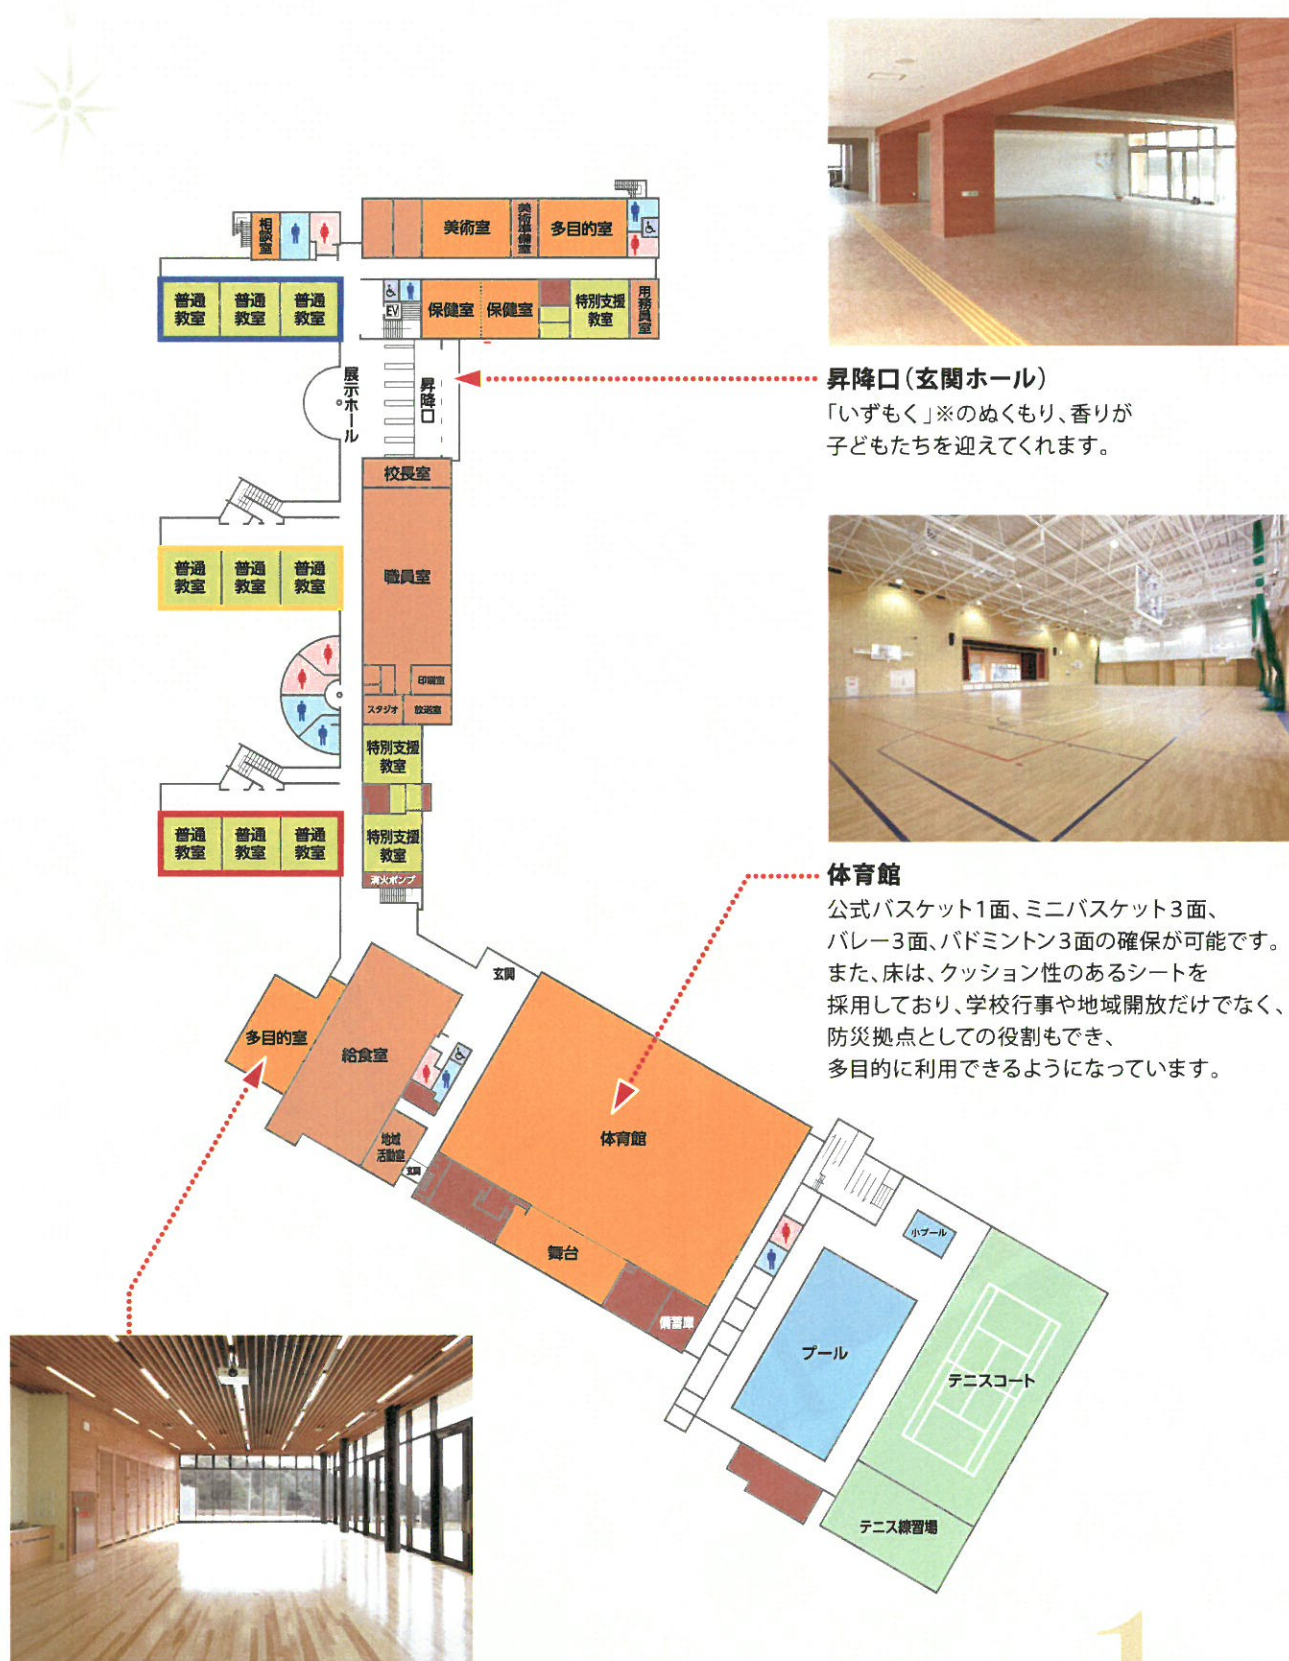 相談室
美術室
美術準備室
多目的室
普通教室
普通教室
普通教室
EV
保健室
保健室
特別支援教室
用務員室
展示ホール
昇降口
昇降口(玄関ホール)
「いずもく」※のぬくもり、香りが
子どもたちを迎えてくれます。
校長室
職員室
普通教室
普通教室
普通教室
印刷室
スタジオ
放送室
特別支援教室
普通教室
普通教室
普通教室
特別支援教室
消火ポンプ
体育館
公式バスケット1面、ミニバスケット3面、
バレー3面、バドミントン3面の確保が可能です。
また、床は、クッション性のあるシートを
採用しており、学校行事や地域開放だけでなく、
防災拠点としての役割もでき、
多目的に利用できるようになっています。
玄関
多目的室
給食室
地域活動室
玄関
体育館
舞台
備蓄庫
小プール
プール
テニスコート
テニス練習場
1